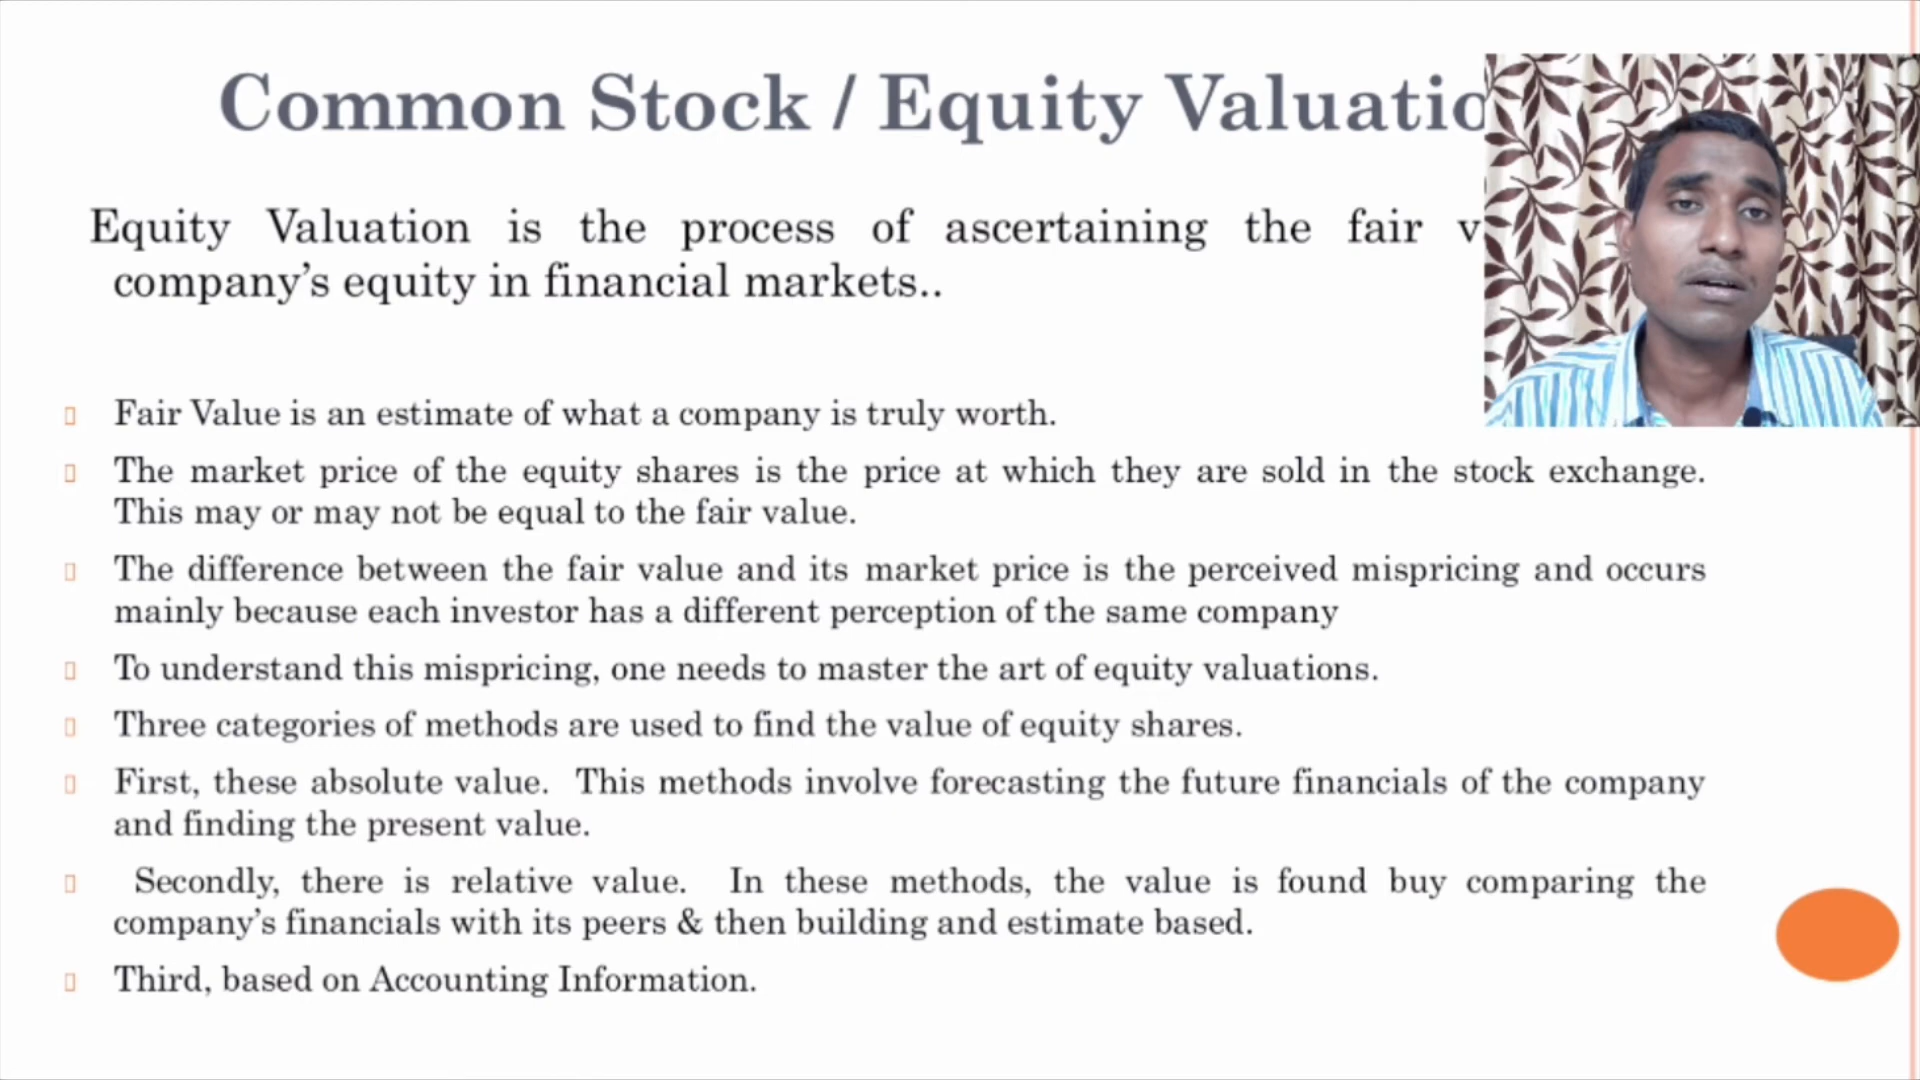 Common Stock / Equity Valuatio
Equity Valuation is the process of ascertaining the fair
company's equity in financial markets..
Fair Value is an estimate of what a company is truly worth.
The market price of the equity shares is the price at which they are sold in the stock exchange.
This may or may not be equal to the fair value.
The difference between the fair value and its market price is the perceived mispricing and occurs
mainly because each investor has a different perception of the same company
To understand this mispricing, one needs to master the art of equity valuations.
Three categories of methods are used to find the value of equity shares.
First, these absolute value. This methods involve forecasting the future financials of the company
and finding the present value.
Secondly, there is relative value. In these methods, the value is found buy comparing the
company's financials with its peers & then building and estimate based.
Third, based on Accounting Information.